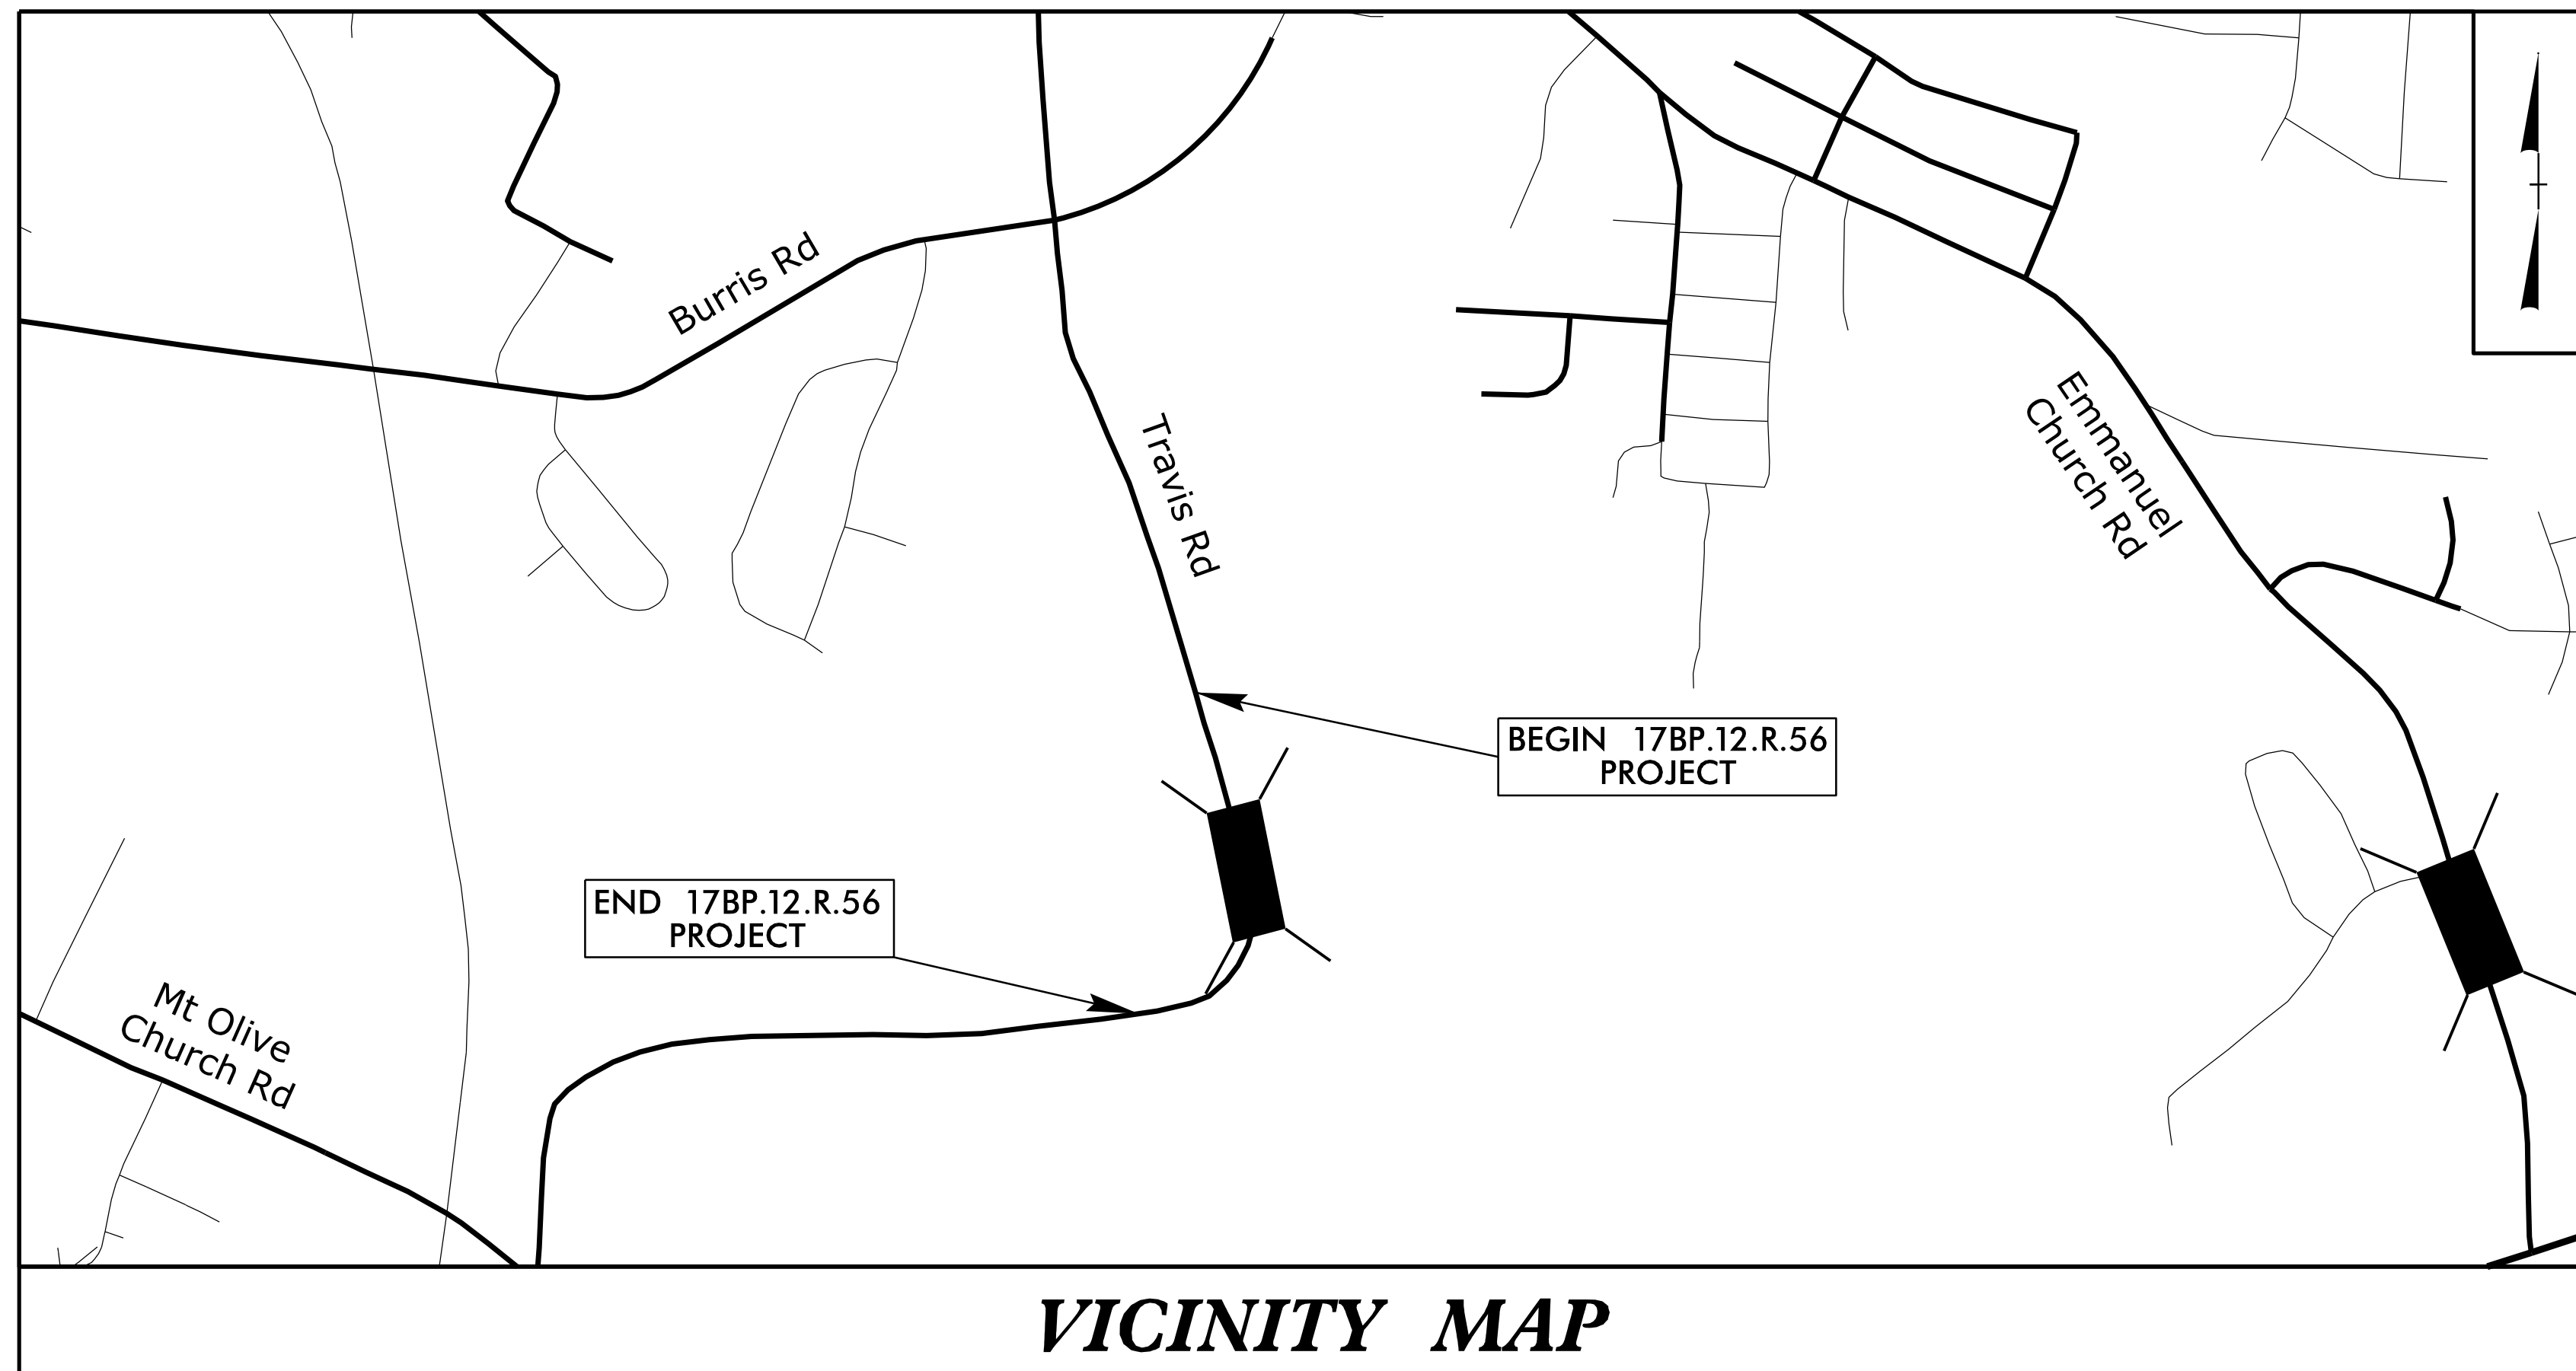 Burris Rd
Travis Rd
Emmanuel
Church Rd
BEGIN 17BP.12.R.56
PROJECT
END 17BP.12.R.56
PROJECT
Mt Olive
Church Rd
VICINITY MAP